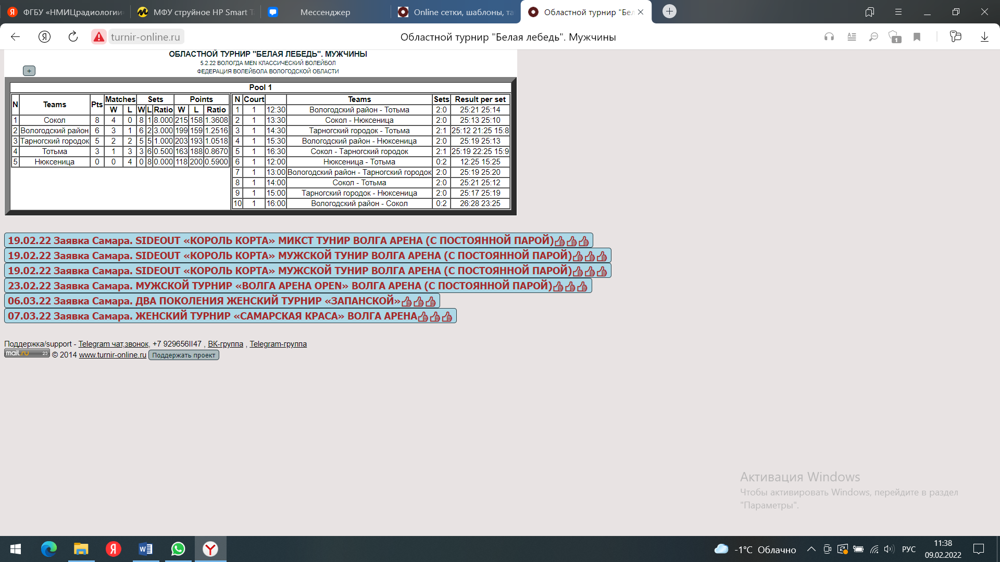 ФГБУ «НМИЦрадиологии»
МФУ струйное HP Smart Ta
Мессенджер
Online сетки, шаблоны, та
Областной турнир "Бел
turnir-online.ru
Областной турнир "Белая лебедь". Мужчины
1
ОБЛАСТНОЙ ТУРНИР "БЕЛАЯ ЛЕБЕДЬ". МУЖЧИНЫ
5.2.22 ВОЛОГДА MEN КЛАССИЧЕСКИЙ ВОЛЕЙБОЛ
+
ФЕДЕРАЦИЯ ВОЛЕЙБОЛА ВОЛОГОДСКОЙ ОБЛАСТИ
Pool 1
N Teams Pts Matches Sets Points
W L W L Ratio W L Ratio
1 Сокол 8 4 0 8 1 8.000 215 158 1.3608
2 Вологодский район 6 3 1 6 2 3.000 199 159 1.2516
3 Тарногский городок 5 2 2 5 5 1.000 203 193 1.0518
4 Тотьма 3 1 3 3 6 0.500 163 188 0.8670
5 Нюксеница 0 0 4 0 8 0.000 118 200 0.5900
N Court Teams Sets Result per set
1 1 12:30 Вологодский район - Тотьма 2:0 25:21 25:14
2 1 13:30 Сокол - Нюксеница 2:0 25:13 25:10
3 1 14:30 Тарногский городок - Тотьма 2:1 25:12 21:25 15:8
4 1 15:30 Вологодский район - Нюксеница 2:0 25:19 25:13
5 1 16:30 Сокол - Тарногский городок 2:1 25:19 22:25 15:9
6 1 12:00 Нюксеница - Тотьма 0:2 12:25 15:25
7 1 13:00 Вологодский район - Тарногский городок 2:0 25:19 25:20
8 1 14:00 Сокол - Тотьма 2:0 25:21 25:12
9 1 15:00 Тарногский городок - Нюксеница 2:0 25:17 25:19
10 1 16:00 Вологодский район - Сокол 0:2 26:28 23:25
19.02.22 Заявка Самара. SIDEOUT «КОРОЛЬ КОРТА» МИКСТ ТУНИР ВОЛГА АРЕНА (С ПОСТОЯННОЙ ПАРОЙ)
19.02.22 Заявка Самара. SIDEOUT «КОРОЛЬ КОРТА» МУЖСКОЙ ТУНИР ВОЛГА АРЕНА (С ПОСТОЯННОЙ ПАРОЙ)
19.02.22 Заявка Самара. SIDEOUT «КОРОЛЬ КОРТА» МУЖСКОЙ ТУНИР ВОЛГА АРЕНА (С ПОСТОЯННОЙ ПАРОЙ)
23.02.22 Заявка Самара. МУЖСКОЙ ТУРНИР «ВОЛГА АРЕНА OPEN» ВОЛГА АРЕНА (С ПОСТОЯННОЙ ПАРОЙ)
06.03.22 Заявка Самара. ДВА ПОКОЛЕНИЯ ЖЕНСКИЙ ТУРНИР «ЗАПАНСКОЙ»
07.03.22 Заявка Самара. ЖЕНСКИЙ ТУРНИР «САМАРСКАЯ КРАСА» ВОЛГА АРЕНА
Поддержка/support - Telegram чат,звонок, +7 929656II47 , ВК-группа , Telegram-группа
mail.ru 23 © 2014 www.turnir-online.ru Поддержать проект
Активация Windows
Чтобы активировать Windows, перейдите в раздел
"Параметры".
-1°C Облачно
РУС
11:38
09.02.2022